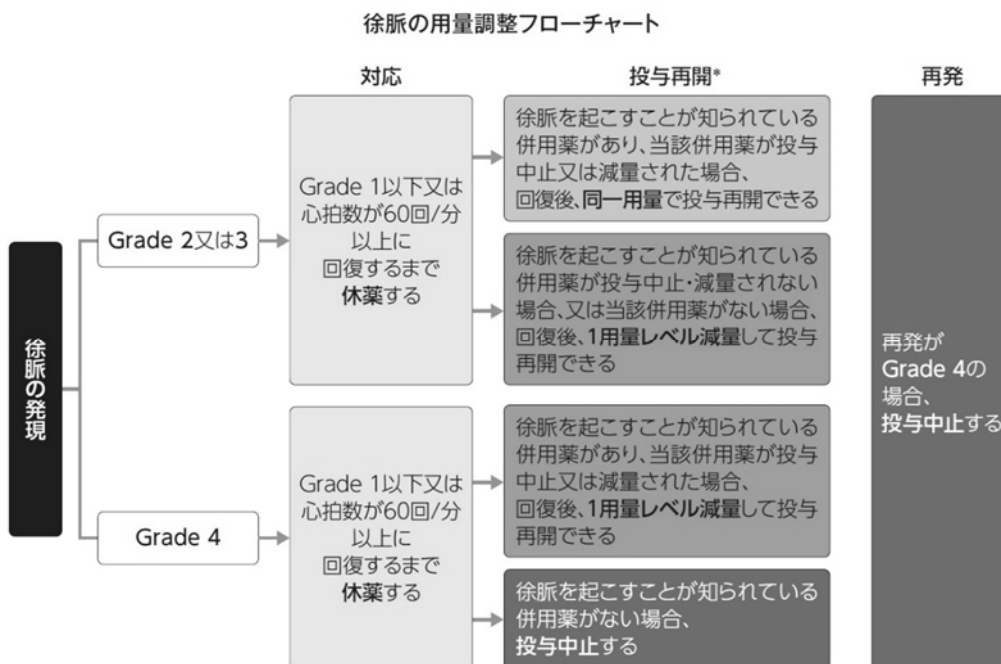 徐脈の用量調整フローチャート
対応
投与再開*
再発
徐脈の発現
Grade 2又は3
Grade 1以下又は
心拍数が60回/分
以上に
回復するまで
休薬する
徐脈を起こすことが知られている
併用薬があり、当該併用薬が投与
中止又は減量された場合、
回復後、同一用量で投与再開できる
徐脈を起こすことが知られている
併用薬が投与中止・減量されない
場合、又は当該併用薬がない場合、
回復後、1用量レベル減量して投与
再開できる
Grade 4
Grade 1以下又は
心拍数が60回/分
以上に
回復するまで
休薬する
徐脈を起こすことが知られている
併用薬があり、当該併用薬が投与
中止又は減量された場合、
回復後、1用量レベル減量して投与
再開できる
徐脈を起こすことが知られている
併用薬がない場合、
投与中止する
再発が
Grade 4の
場合、
投与中止する